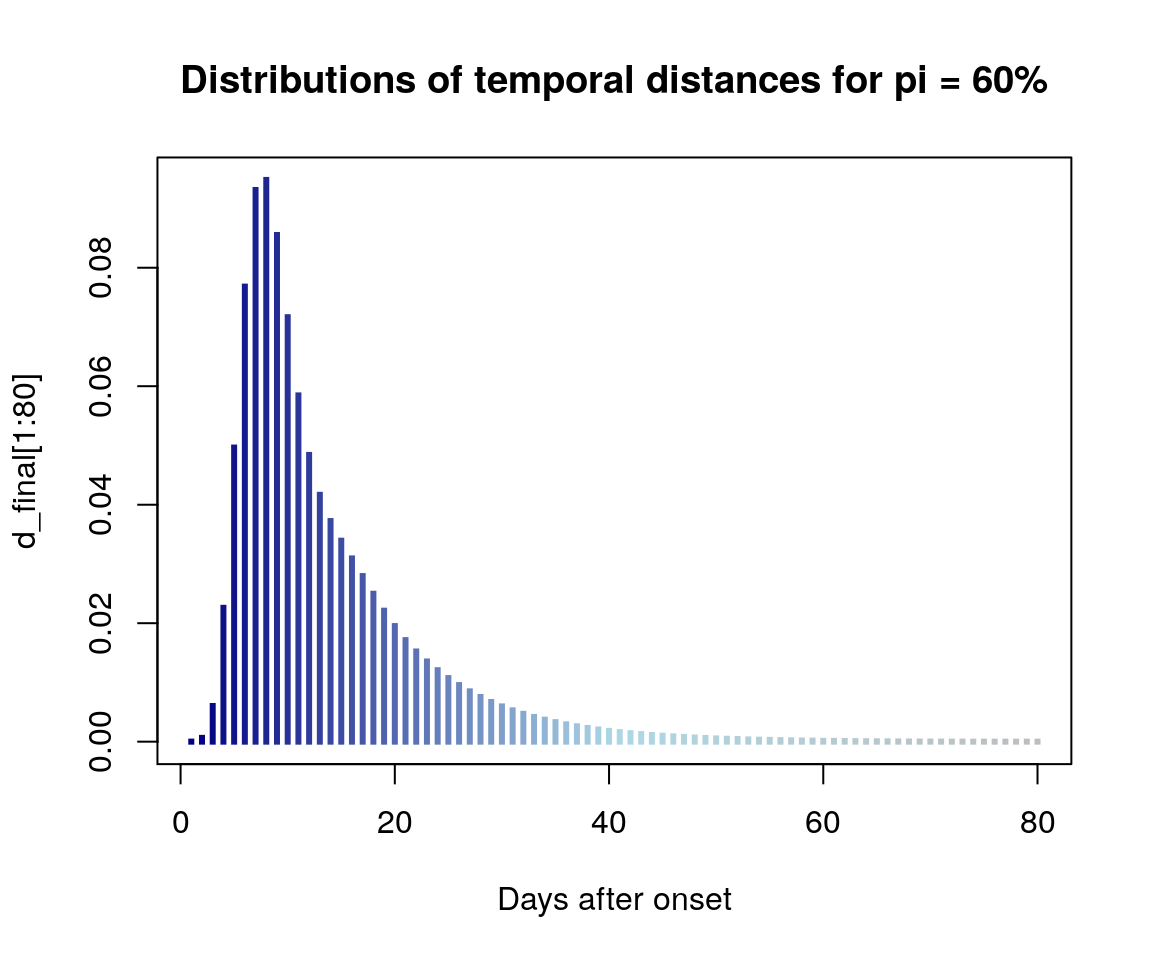 Distributions of temporal distances for pi = 60%
d_final[1:80]
0.08
0.06
0.04
0.02
0.00
0 20 40 60 80
Days after onset